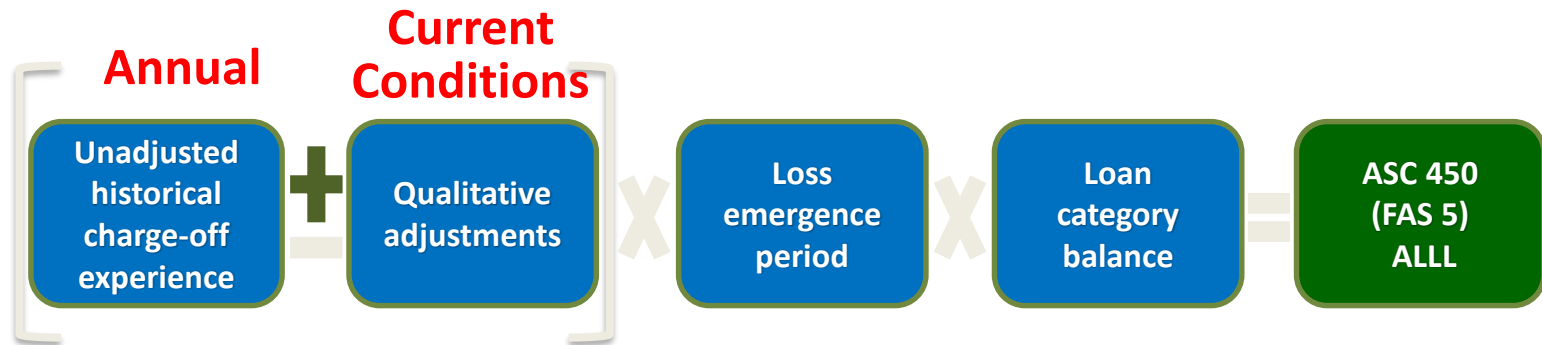 Annual
Current
Conditions
Unadjusted
historical
charge-off
experience
Qualitative
adjustments
Loss
emergence
period
Loan
category
balance
ASC 450
(FAS 5)
ALLL